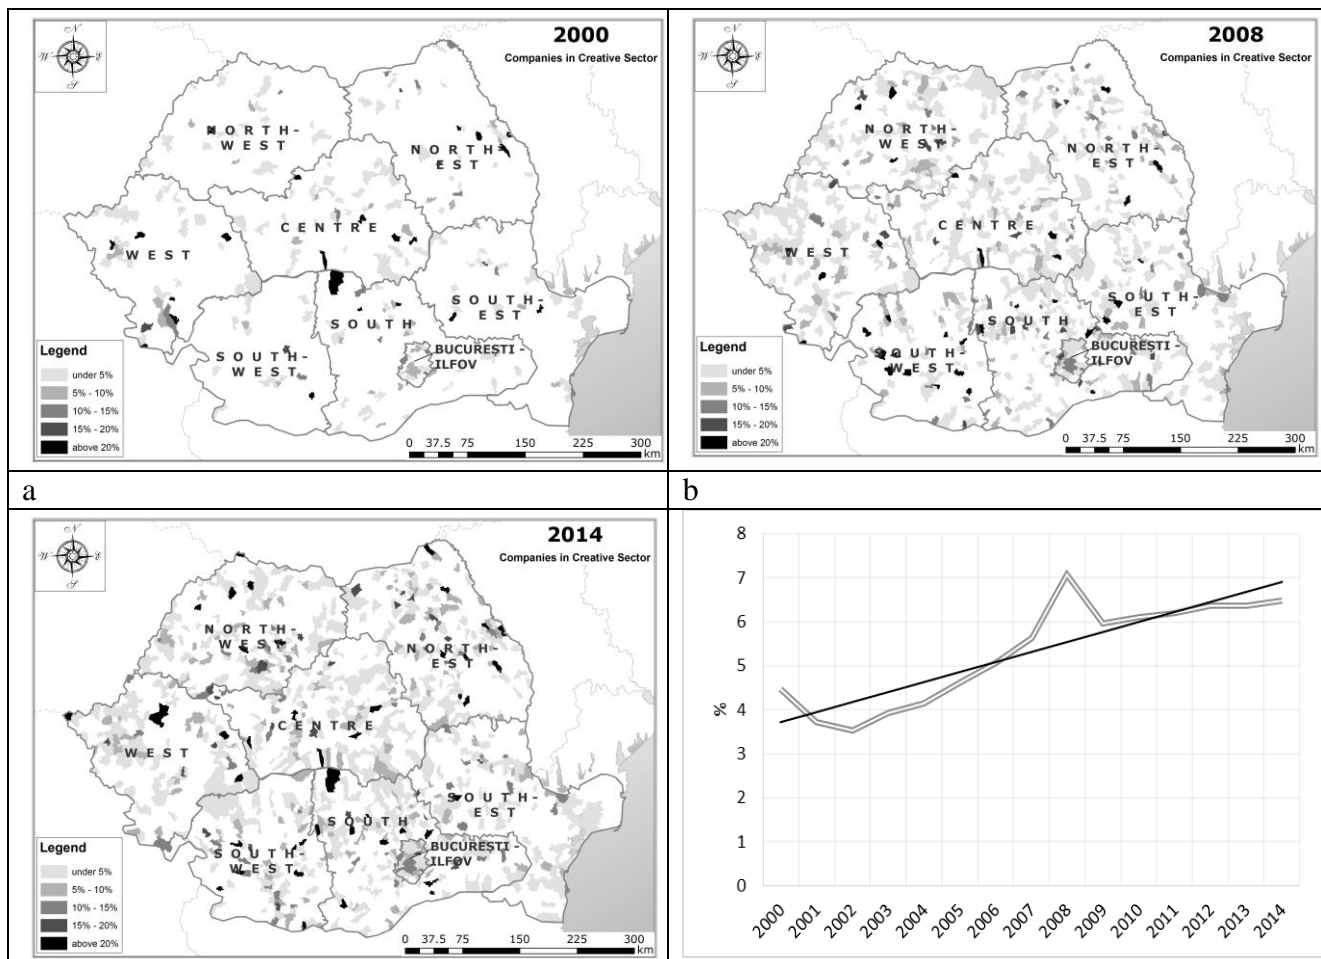 N
W
E
S
2000
Companies in Creative Sector
NORTH-
WEST
NORTH-
EST
CENTRE
WEST
SOUTH-
EST
SOUTH
BUCUREȘTI -
ILFOV
SOUTH-
WEST
Legend
under 5%
5% - 10%
10% - 15%
15% - 20%
above 20%
0 37.5 75 150 225 300
km
N
W
E
S
2008
Companies in Creative Sector
NORTH-
WEST
NORTH-
EST
CENTRE
WEST
SOUTH-
EST
SOUTH
BUCUREȘTI -
ILFOV
SOUTH-
WEST
Legend
under 5%
5% - 10%
10% - 15%
15% - 20%
above 20%
0 37.5 75 150 225 300
km
a
b
N
W
E
S
2014
Companies in Creative Sector
NORTH-
WEST
NORTH-
EST
CENTRE
WEST
SOUTH-
EST
SOUTH
BUCUREȘTI -
ILFOV
SOUTH-
WEST
Legend
under 5%
5% - 10%
10% - 15%
15% - 20%
above 20%
0 37.5 75 150 225 300
km
8
7
6
5
4
3
2
1
0
%
2000 2001 2002 2003 2004 2005 2006 2007 2008 2009 2010 2011 2012 2013 2014